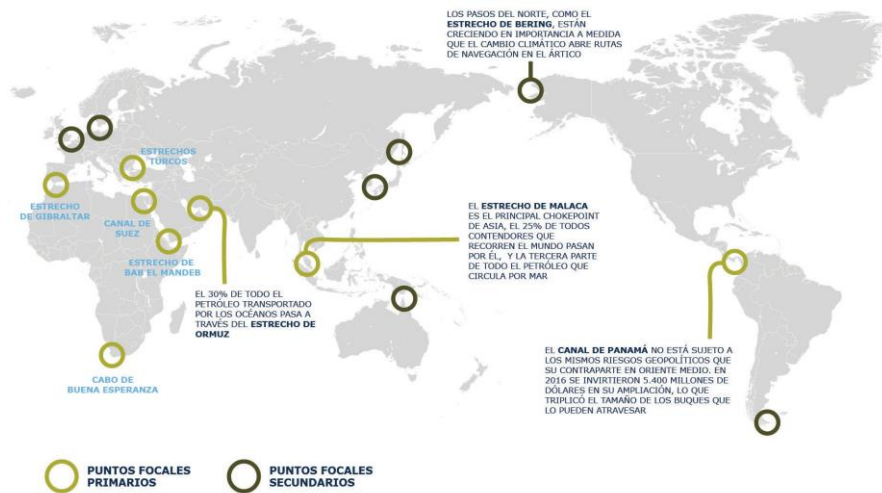 LOS PASOS DEL NORTE, COMO EL
ESTRECHO DE BERING, ESTÁN
CRECIENDO EN IMPORTANCIA A MEDIDA
QUE EL CAMBIO CLIMÁTICO ABRE RUTAS
DE NAVEGACIÓN EN EL ÁRTICO
ESTRECHOS
TURCOS
ESTRECHO
DE GIBRALTAR
CANAL DE
SUEZ
ESTRECHO DE
BAB EL MANDEB
EL ESTRECHO DE MALACA
ES EL PRINCIPAL CHOKEPOINT
DE ASIA, EL 25% DE TODOS
CONTENDORES QUE
RECORREN EL MUNDO PASAN
POR ÉL, Y LA TERCERA PARTE
DE TODO EL PETRÓLEO QUE
CIRCULA POR MAR
EL 30% DE TODO EL
PETRÓLEO TRANSPORTADO
POR LOS OCÉANOS PASA A
TRAVÉS DEL ESTRECHO DE
ORMUZ
CABO DE
BUENA ESPERANZA
EL CANAL DE PANAMÁ NO ESTÁ SUJETO A
LOS MISMOS RIESGOS GEOPOLÍTICOS QUE
SU CONTRAPARTE EN ORIENTE MEDIO. EN
2016 SE INVIRTIERON 5.400 MILLONES DE
DÓLARES EN SU AMPLIACIÓN, LO QUE
TRIPLICÓ EL TAMAÑO DE LOS BUQUES QUE
LO PUEDEN ATRAVESAR
PUNTOS FOCALES
PRIMARIOS
PUNTOS FOCALES
SECUNDARIOS